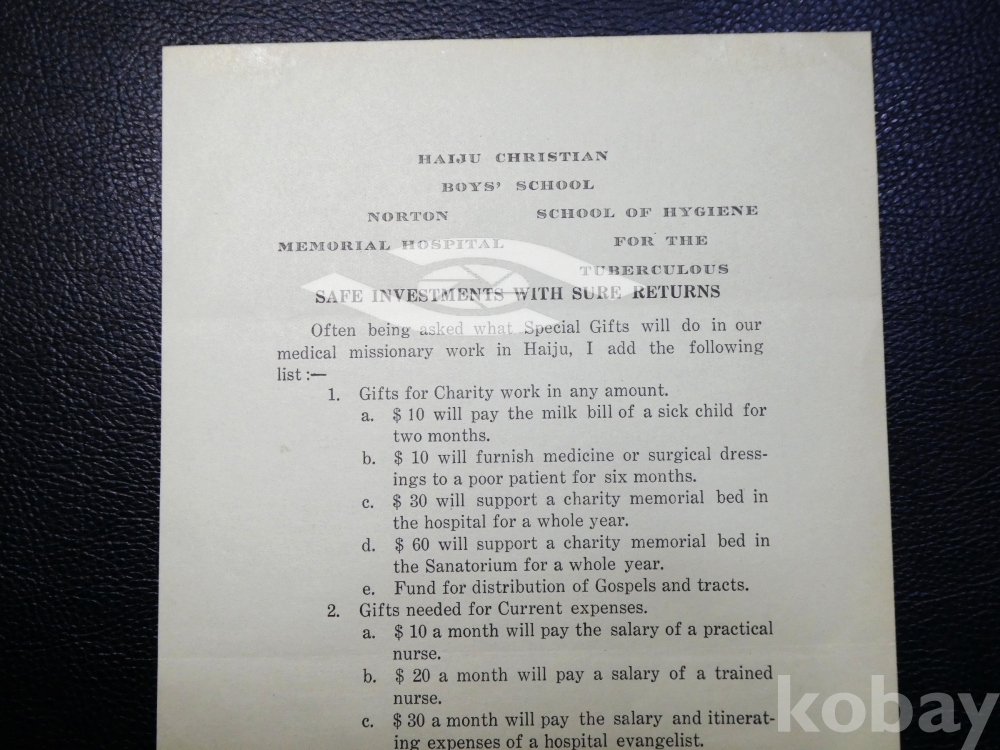 HAIJU CHRISTIAN
BOYS' SCHOOL
NORTON SCHOOL OF HYGIENE
MEMORIAL HOSPITAL FOR THE
TUBERCULOUS
SAFE INVESTMENTS WITH SURE RETURNS
Often being asked what Special Gifts will do in our
medical missionary work in Haiju, I add the following
list :—
1. Gifts for Charity work in any amount.
a. $ 10 will pay the milk bill of a sick child for
two months.
b. $ 10 will furnish medicine or surgical dress-
ings to a poor patient for six months.
c. $ 30 will support a charity memorial bed in
the hospital for a whole year.
d. $ 60 will support a charity memorial bed in
the Sanatorium for a whole year.
e. Fund for distribution of Gospels and tracts.
2. Gifts needed for Current expenses.
a. $ 10 a month will pay the salary of a practical
nurse.
b. $ 20 a month will pay a salary of a trained
nurse.
c. $ 30 a month will pay the salary and itinerat-
ing expenses of a hospital evangelist.
kobay